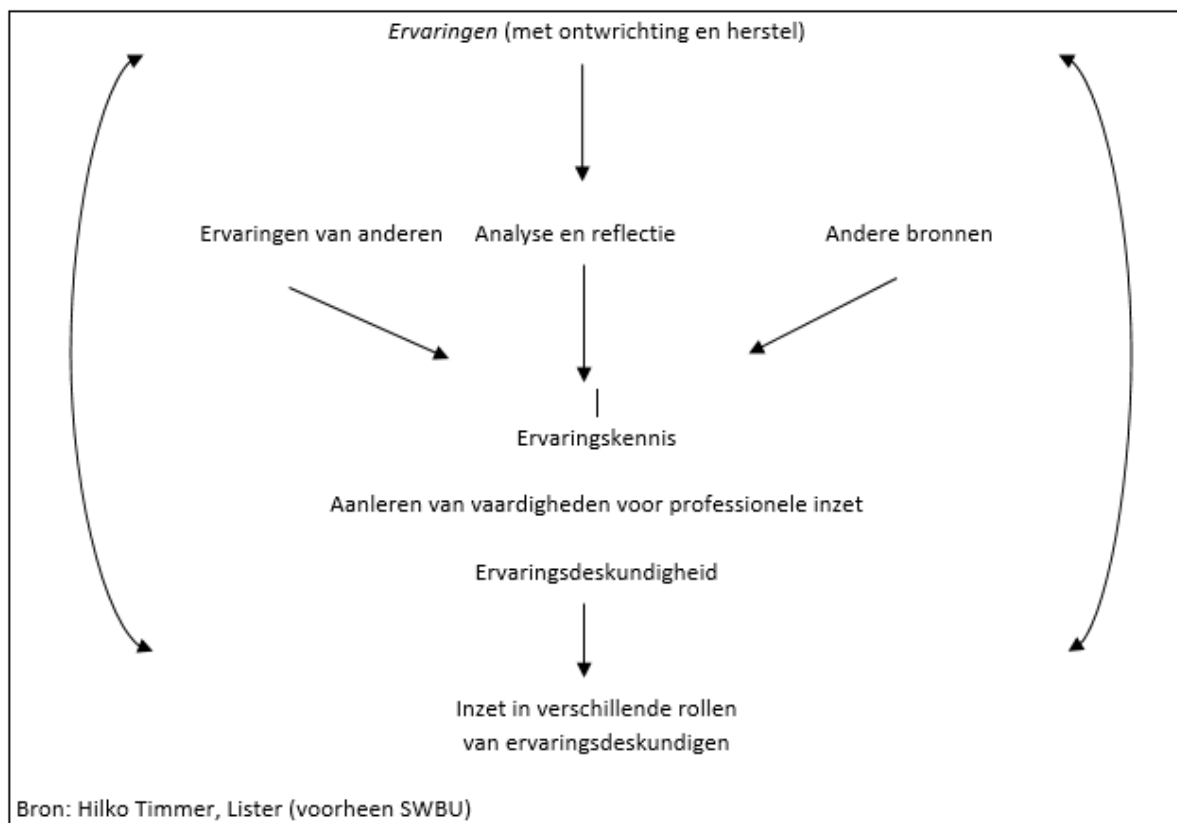 Ervaringen (met ontwrichting en herstel)
Ervaringen van anderen Analyse en reflectie Andere bronnen
Ervaringskennis
Aanleren van vaardigheden voor professionele inzet
Ervaringsdeskundigheid
Inzet in verschillende rollen
van ervaringsdeskundigen
Bron: Hilko Timmer, Lister (voorheen SWBU)